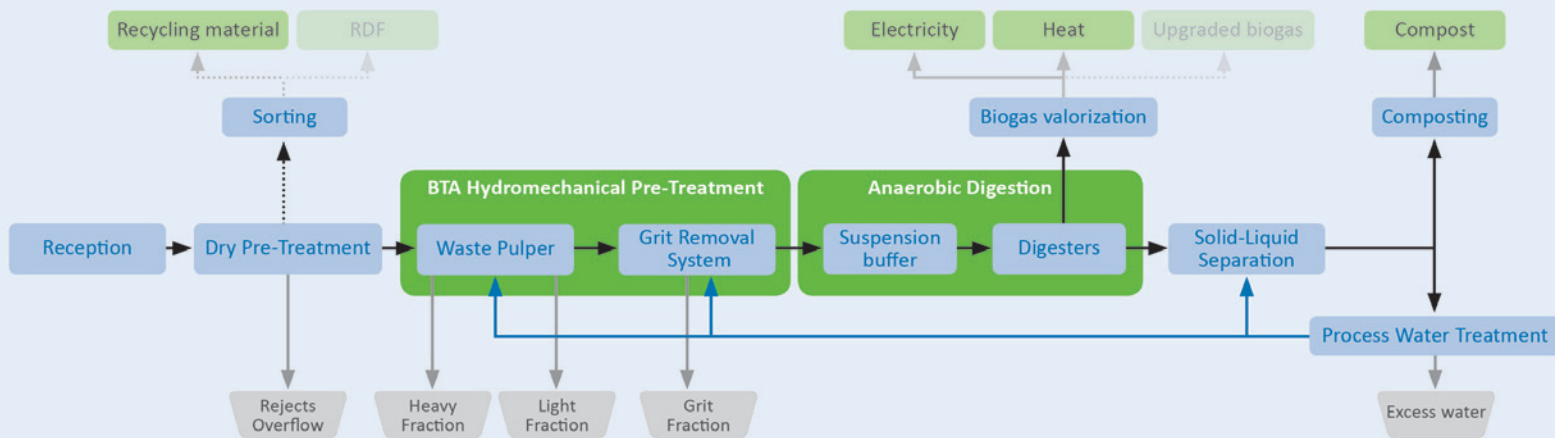 Recycling material
RDF
Electricity
Heat
Upgraded biogas
Compost
Sorting
Biogas valorization
Composting
BTA Hydromechanical Pre-Treatment
Anaerobic Digestion
Reception
Dry Pre-Treatment
Waste Pulper
Grit Removal
System
Suspension
buffer
Digesters
Solid-Liquid
Separation
Process Water Treatment
Rejects
Overflow
Heavy
Fraction
Light
Fraction
Grit
Fraction
Excess water